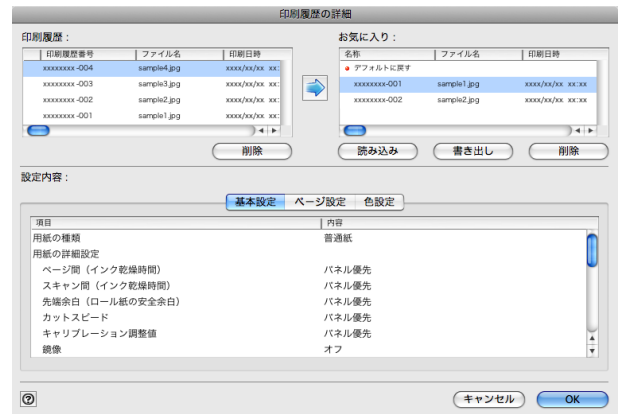 印刷履歴の詳細
印刷履歴：
印刷履歴番号 ファイル名 印刷日時
xxxxxxxx-004 sample4.jpg xxxx/xx/xx xx:
xxxxxxxx-003 sample3.jpg xxxx/xx/xx xx:
xxxxxxxx-002 sample2.jpg xxxx/xx/xx xx:
xxxxxxxx-001 sample1.jpg xxxx/xx/xx xx:
削除
お気に入り：
名称 ファイル名 印刷日時
デフォルトに戻す
xxxxxxxx-001 sample1.jpg xxxx/xx/xx xx:xx
xxxxxxxx-002 sample2.jpg xxxx/xx/xx xx:xx
読み込み 書き出し 削除
設定内容：
基本設定 ページ設定 色設定
項目 内容
用紙の種類 普通紙
用紙の詳細設定
ページ間（インク乾燥時間） パネル優先
スキャン間（インク乾燥時間） パネル優先
先端余白（ロール紙の安全余白） パネル優先
カットスピード パネル優先
キャリブレーション調整値 パネル優先
鏡像 オフ
? キャンセル OK